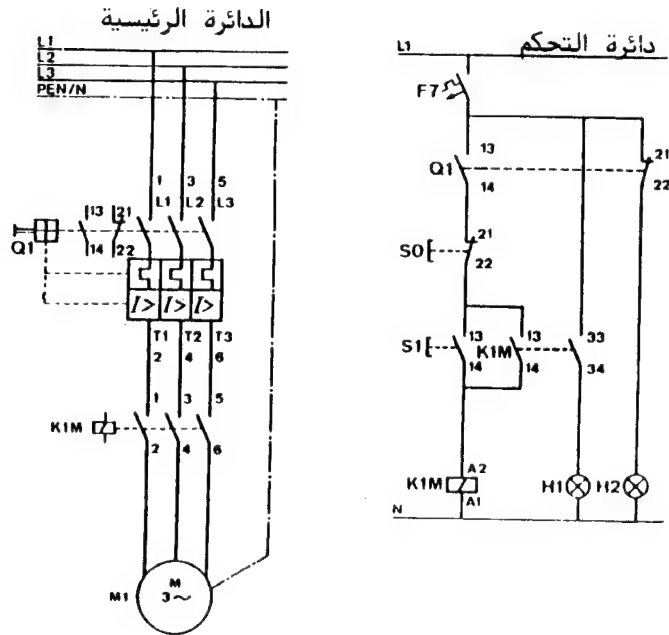 الدائرة الرئيسية
L1
L2
L3
PEN/N
1 3 5
L1 L2 L3
13 21
Q1
14 22
I> I> I>
T1 T2 T3
2 4 6
1 3 5
K1M
2 4 6
M1
M
3~
دائرة التحكم
L1
F7
13
Q1
14
21
22
21
S0
22
13
S1
14
K1M
13
14
33
34
K1M
A2
A1
H1
H2
N